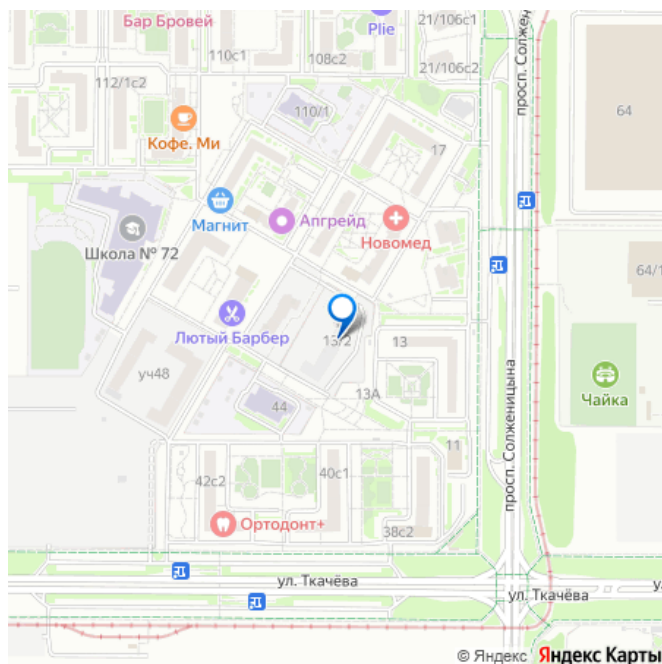 Бар Бровей
Plie
21/106с1
110с1
108с2
21/106с2
112/1с2
110/1
просп. Солжен
64
Кофе. Ми
17
Магнит
Апгрейд
Новомед
Школа № 72
64/1
Лютый Барбер
13/2
13
уч48
Чайка
13А
44
просп. Солженицына
11
42с2
40с1
Ортодонт+
38с2
ул. Ткачёва
ул. Ткачёва
у
© Яндекс Яндекс Карты